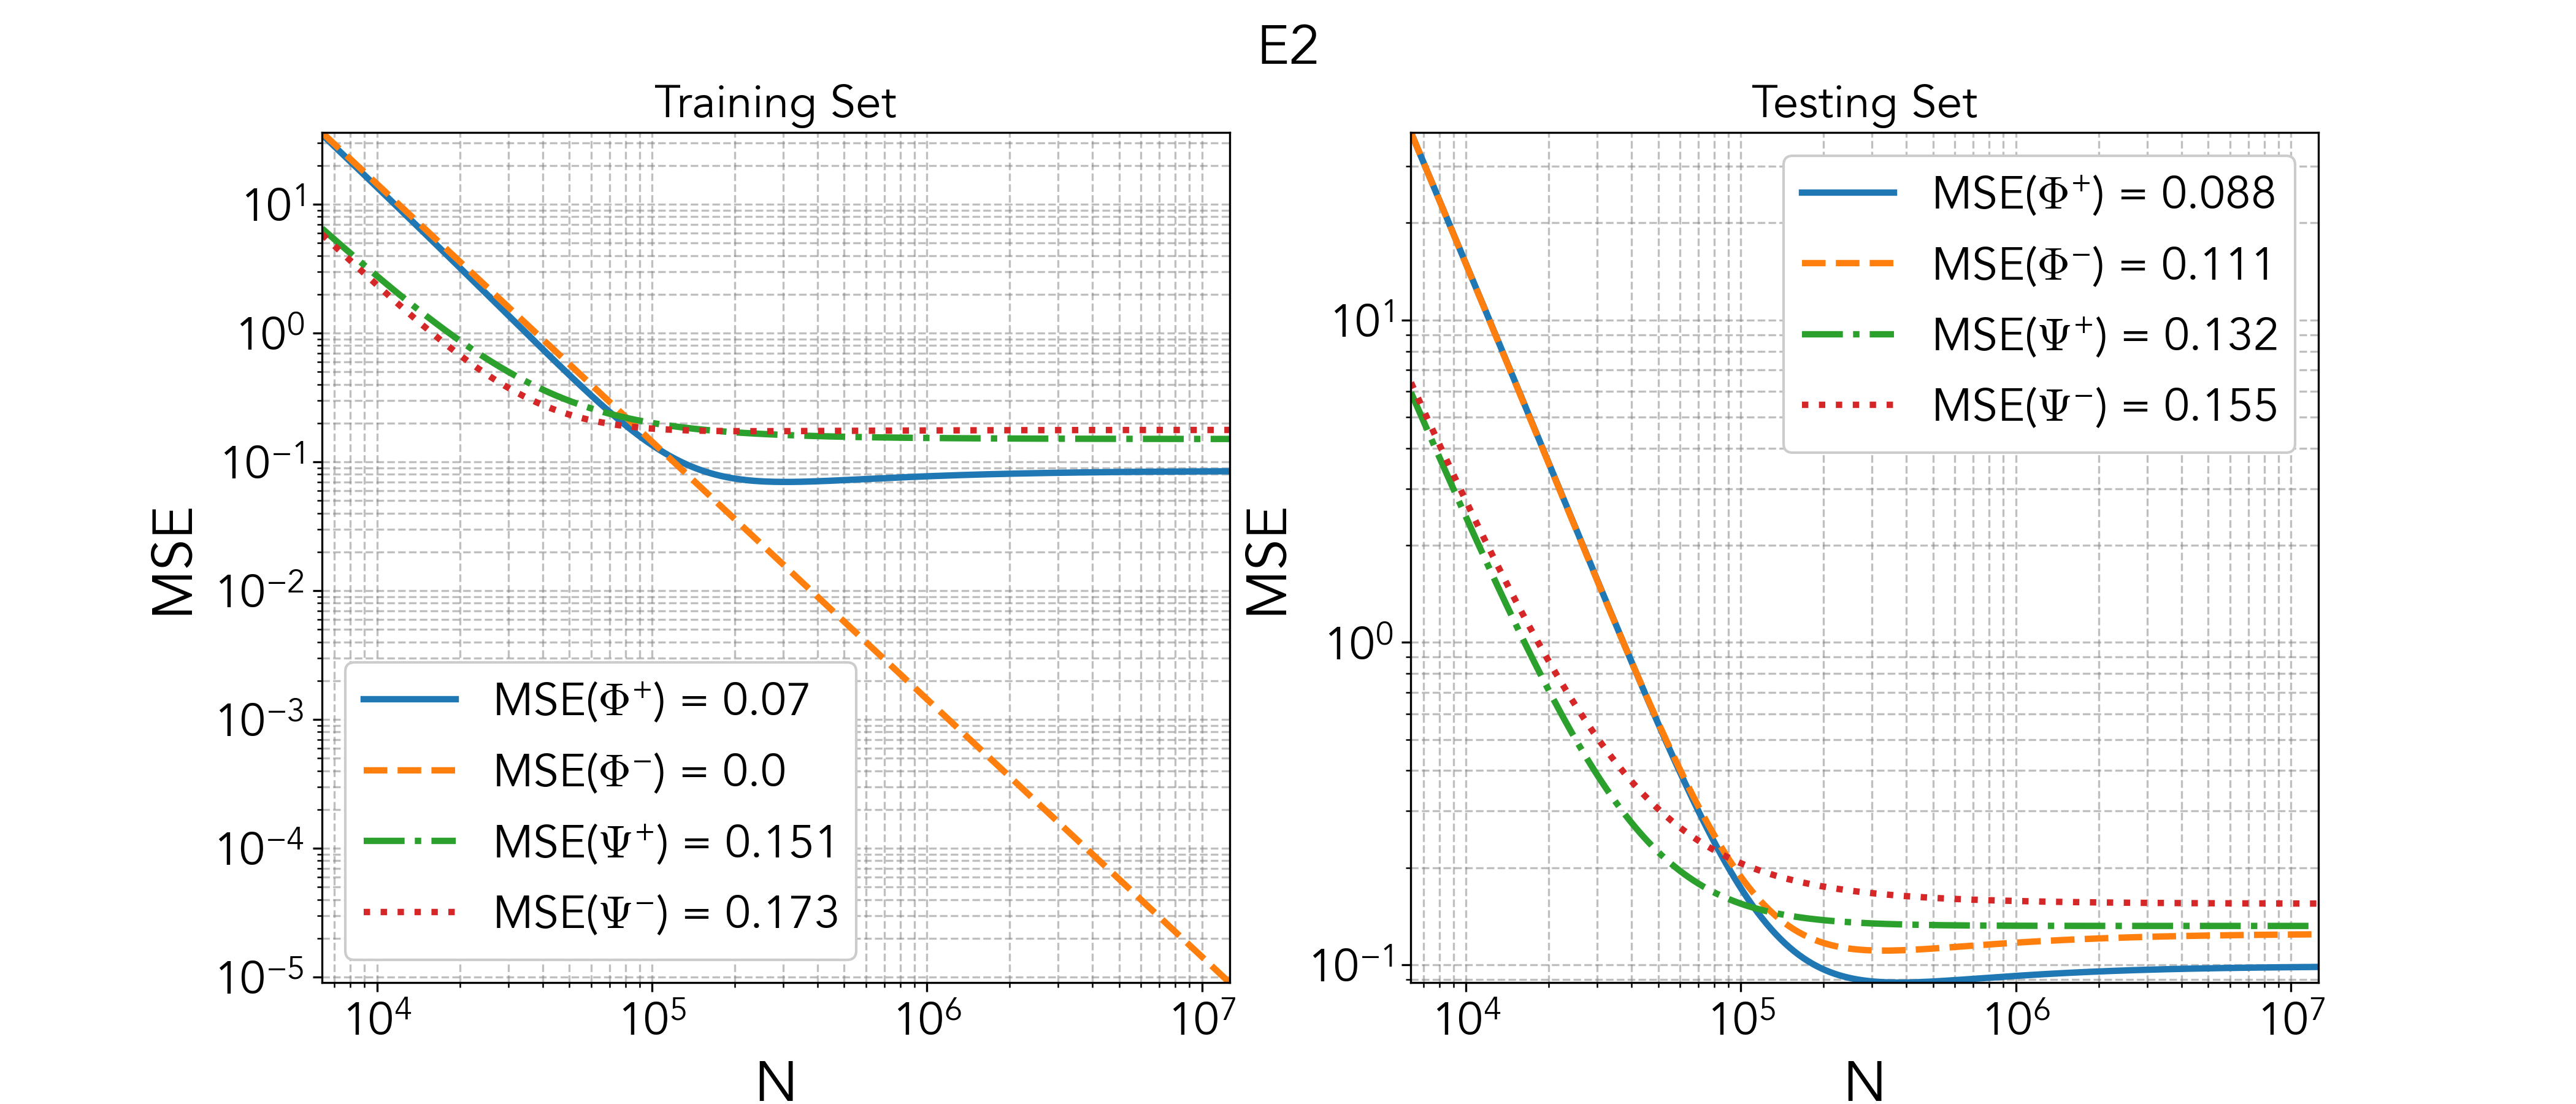 E2
Training Set
MSE
10¹
10⁰
10⁻¹
10⁻²
10⁻³
10⁻⁴
10⁻⁵
MSE(Φ⁺) = 0.07
MSE(Φ⁻) = 0.0
MSE(Ψ⁺) = 0.151
MSE(Ψ⁻) = 0.173
10⁴ 10⁵ 10⁶ 10⁷
N
Testing Set
MSE
10¹
10⁰
10⁻¹
MSE(Φ⁺) = 0.088
MSE(Φ⁻) = 0.111
MSE(Ψ⁺) = 0.132
MSE(Ψ⁻) = 0.155
10⁴ 10⁵ 10⁶ 10⁷
N